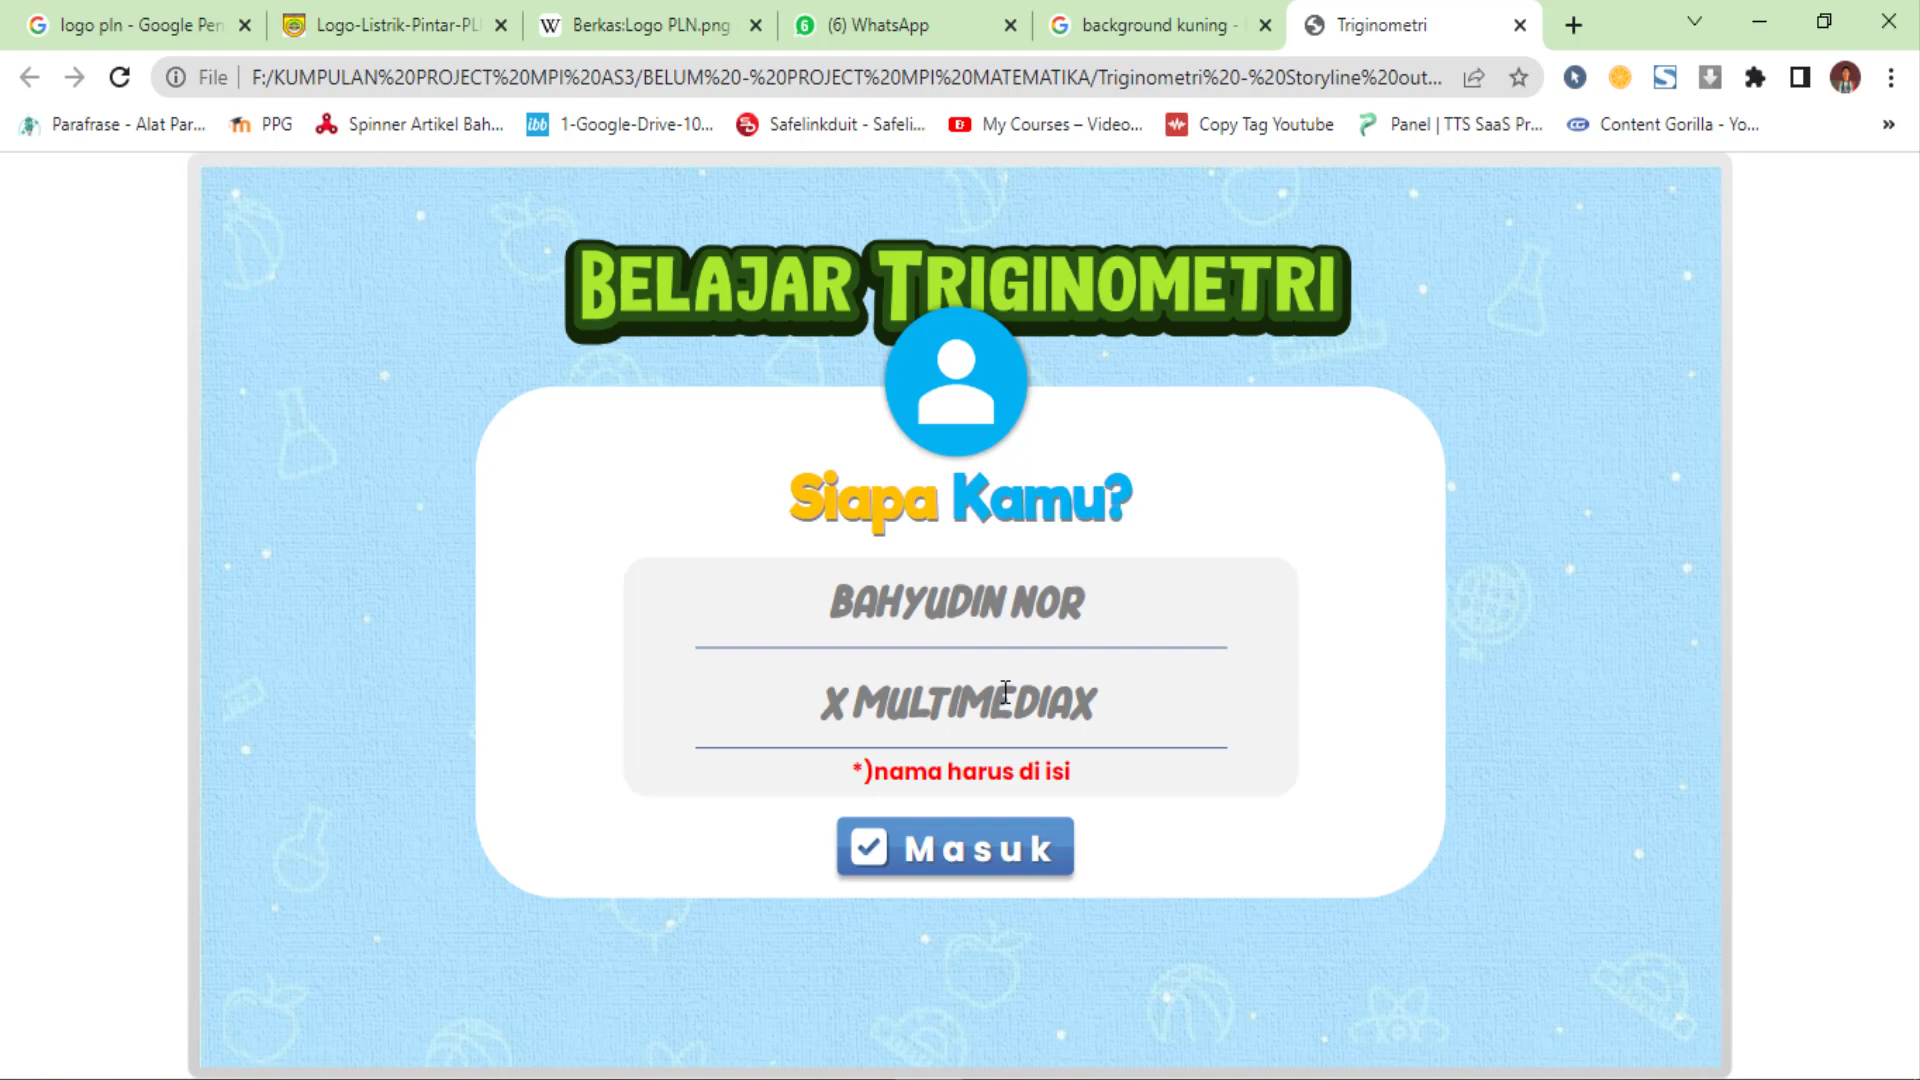 logo pln - Google Pen
Logo-Listrik-Pintar-PL
Berkas:Logo PLN.png
(6) WhatsApp
background kuning -
Triginometri
File
F:/KUMPULAN%20PROJECT%20MPI%20AS3/BELUM%20-%20PROJECT%20MPI%20MATEMATIKA/Triginometri%20-%20Storyline%20out...
Parafrase - Alat Par...
PPG
Spinner Artikel Bah...
ibb
1-Google-Drive-10...
Safelinkduit - Safeli...
My Courses – Video...
Copy Tag Youtube
Panel | TTS SaaS Pr...
Content Gorilla - Yo...
»
BELAJAR TRIGINOMETRI
Siapa Kamu?
BAHYUDIN NOR
X MULTIMEDIAX
*)nama harus di isi
Masuk